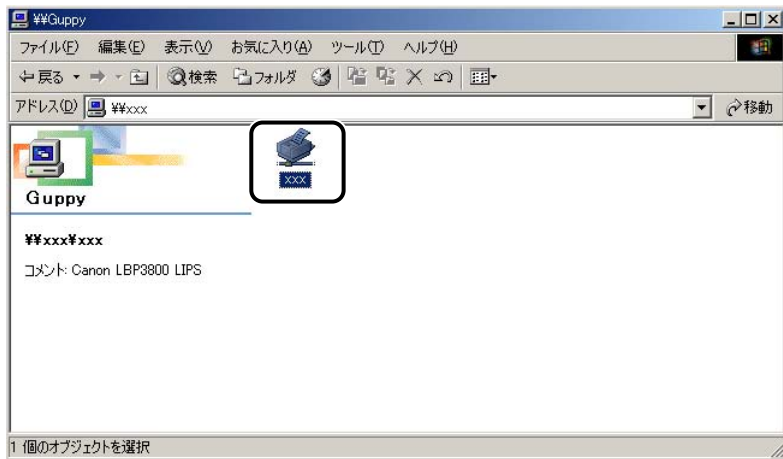 ¥¥Guppy
ファイル(F) 編集(E) 表示(V) お気に入り(A) ツール(T) ヘルプ(H)
戻る 検索 フォルダ
アドレス(D) ¥¥xxx 移動
xxx
Guppy
¥¥xxx¥xxx
コメント: Canon LBP3800 LIPS
1 個のオブジェクトを選択